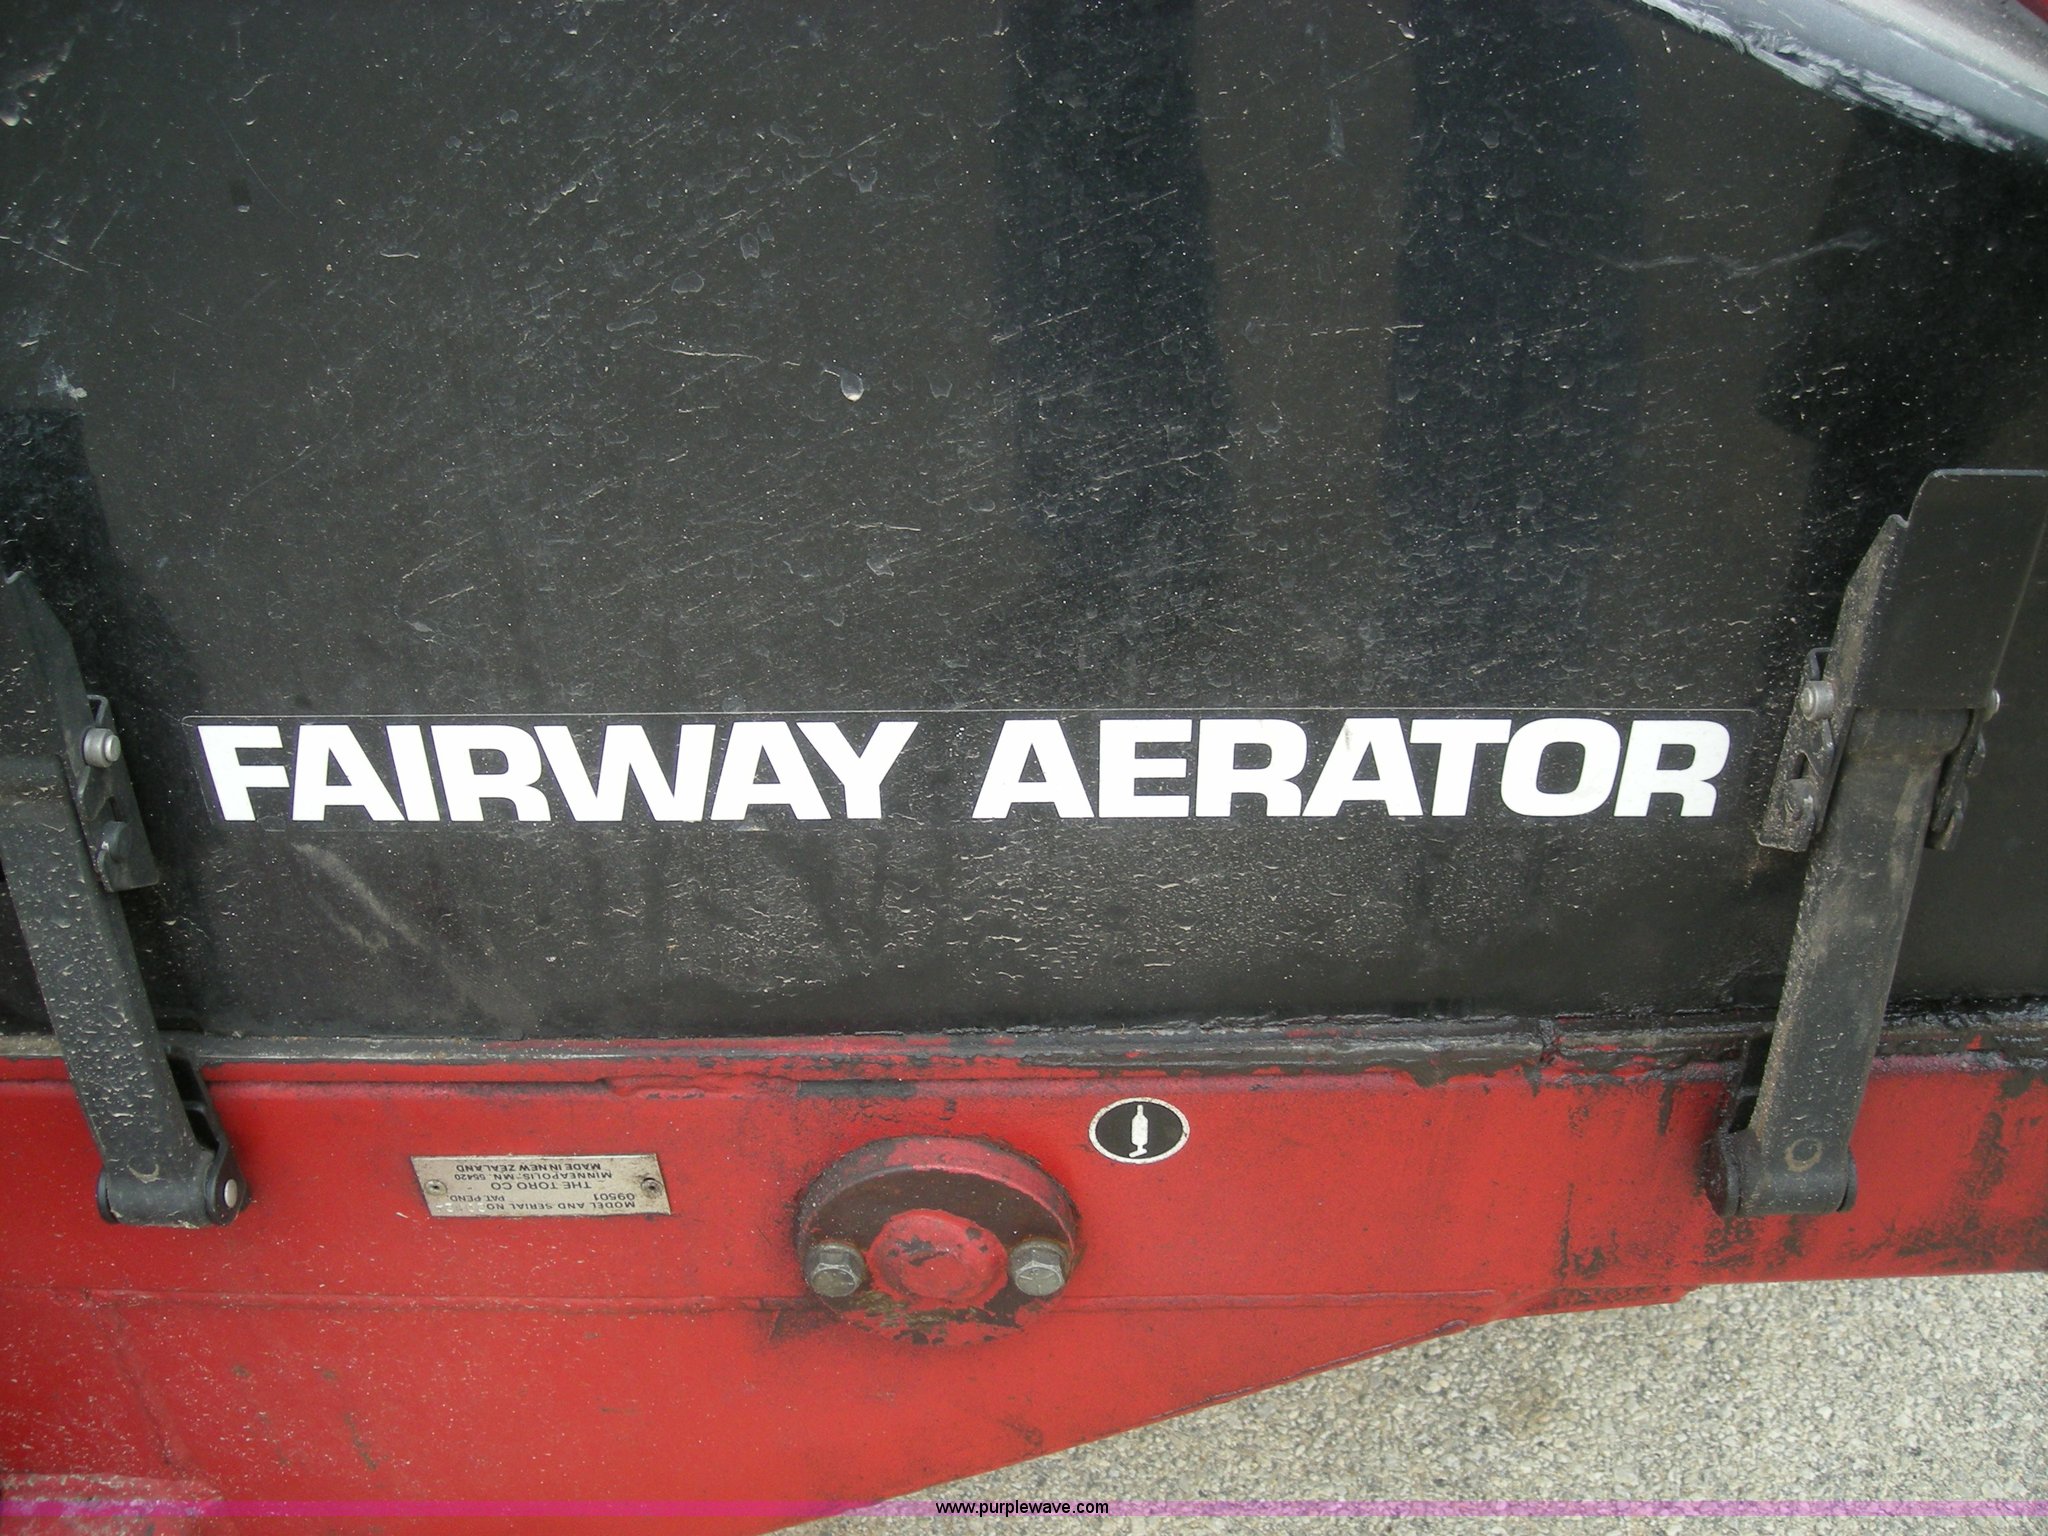 FAIRWAY AERATOR
MODEL AND SERIAL NO
09501 PAT. PEND.
THE TORO CO
MINNEAPOLIS-MN. 55420
MADE IN NEW ZEALAND
www.purplewave.com